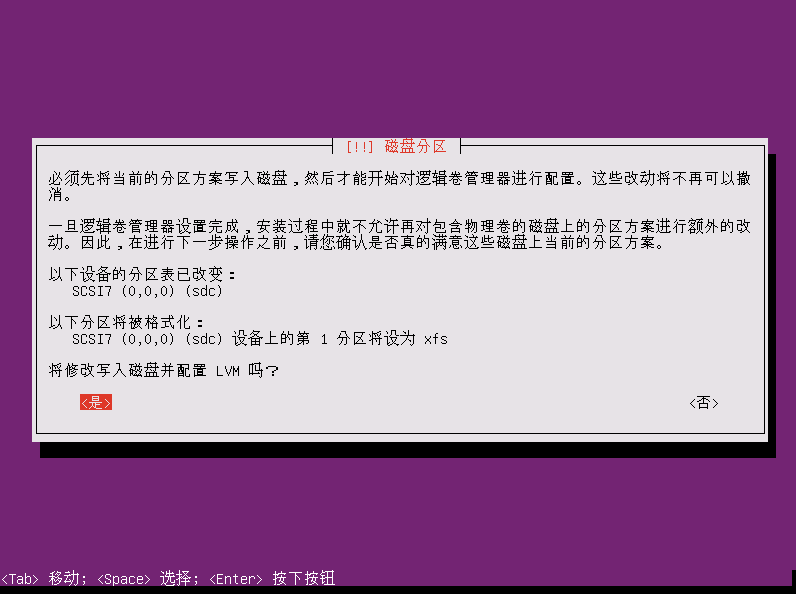 [!!] 磁盘分区
必须先将当前的分区方案写入磁盘，然后才能开始对逻辑卷管理器进行配置。这些改动将不再可以撤
消。
一旦逻辑卷管理器设置完成，安装过程中就不允许再对包含物理卷的磁盘上的分区方案进行额外的改
动。因此，在进行下一步操作之前，请您确认是否真的满意这些磁盘上当前的分区方案。
以下设备的分区表已改变：
SCSI7 (0,0,0) (sdc)
以下分区将被格式化：
SCSI7 (0,0,0) (sdc) 设备上的第 1 分区将设为 xfs
将修改写入磁盘并配置 LVM 吗？
<是> <否>
<Tab> 移动; <Space> 选择; <Enter> 按下按钮